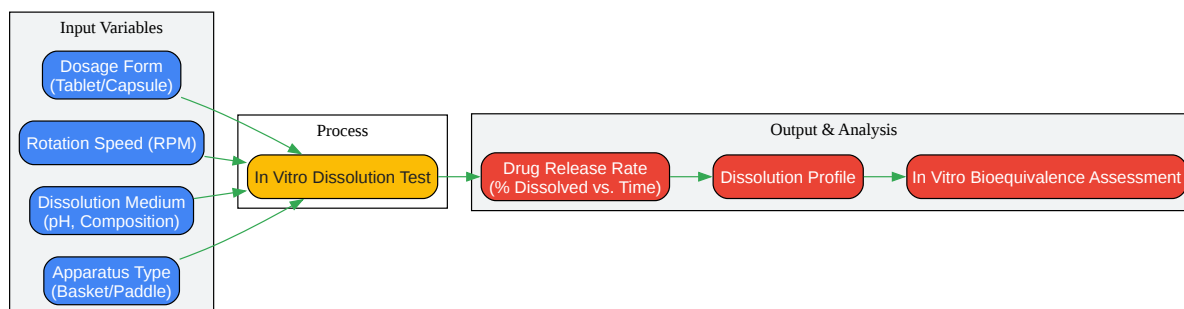 Input Variables
Dosage Form
(Tablet/Capsule)
Rotation Speed (RPM)
Dissolution Medium
(pH, Composition)
Apparatus Type
(Basket/Paddle)
Process
In Vitro Dissolution Test
Output & Analysis
Drug Release Rate
(% Dissolved vs. Time)
Dissolution Profile
In Vitro Bioequivalence Assessment